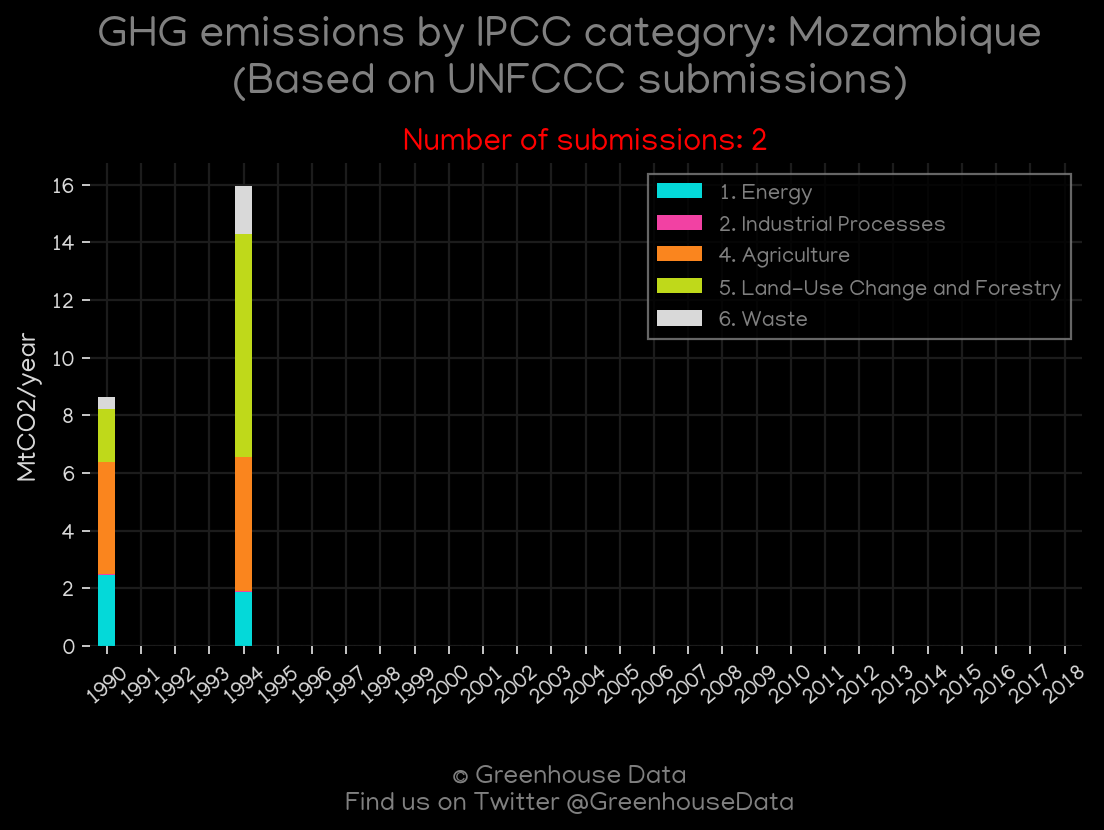 GHG emissions by IPCC category: Mozambique
(Based on UNFCCC submissions)
Number of submissions: 2
1. Energy
2. Industrial Processes
4. Agriculture
5. Land-Use Change and Forestry
6. Waste
MtCO2/year
16
14
12
10
8
6
4
2
0
1990 1991 1992 1993 1994 1995 1996 1997 1998 1999 2000 2001 2002 2003 2004 2005 2006 2007 2008 2009 2010 2011 2012 2013 2014 2015 2016 2017 2018
© Greenhouse Data
Find us on Twitter @GreenhouseData